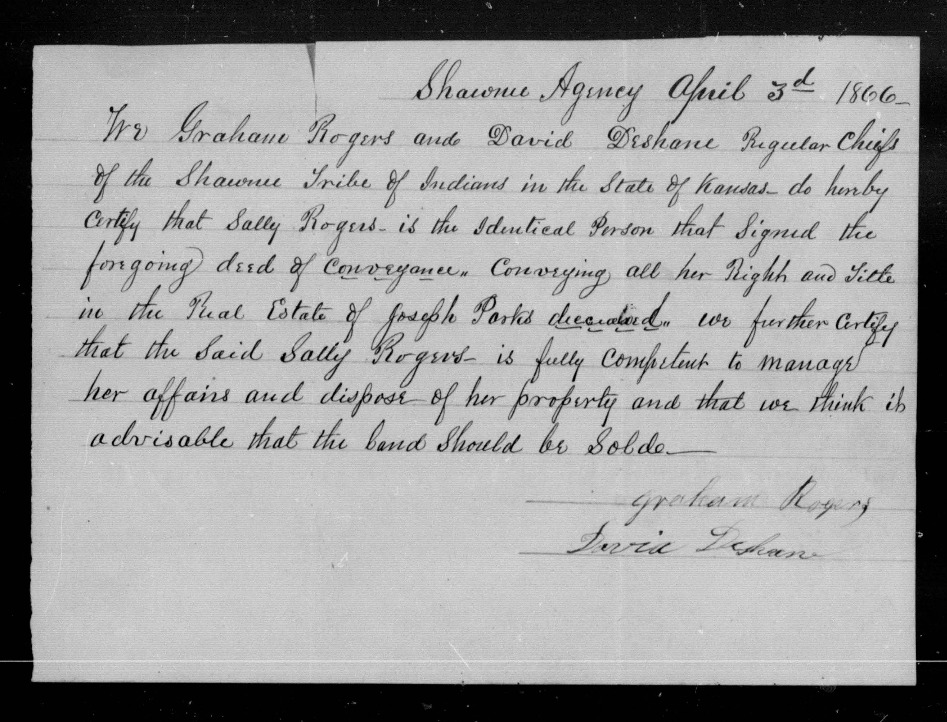 Shawnee Agency April 3d 1866
We Graham Rogers and David Deshane Regular Chiefs
of the Shawnee Tribe of Indians in the State of Kansas - do hereby
Certify that Sally Rogers - is the Identical Person that Signed the
foregoing deed of Conveyance „ Conveying all her Right and Title
in the Real Estate of Joseph Parks deceased „ we further Certify
that the Said Sally Rogers - is fully Competent to manage
her affairs and dispose of her property and that we think it
advisable that the land Should be Solde
Graham Rogers
David Deshane